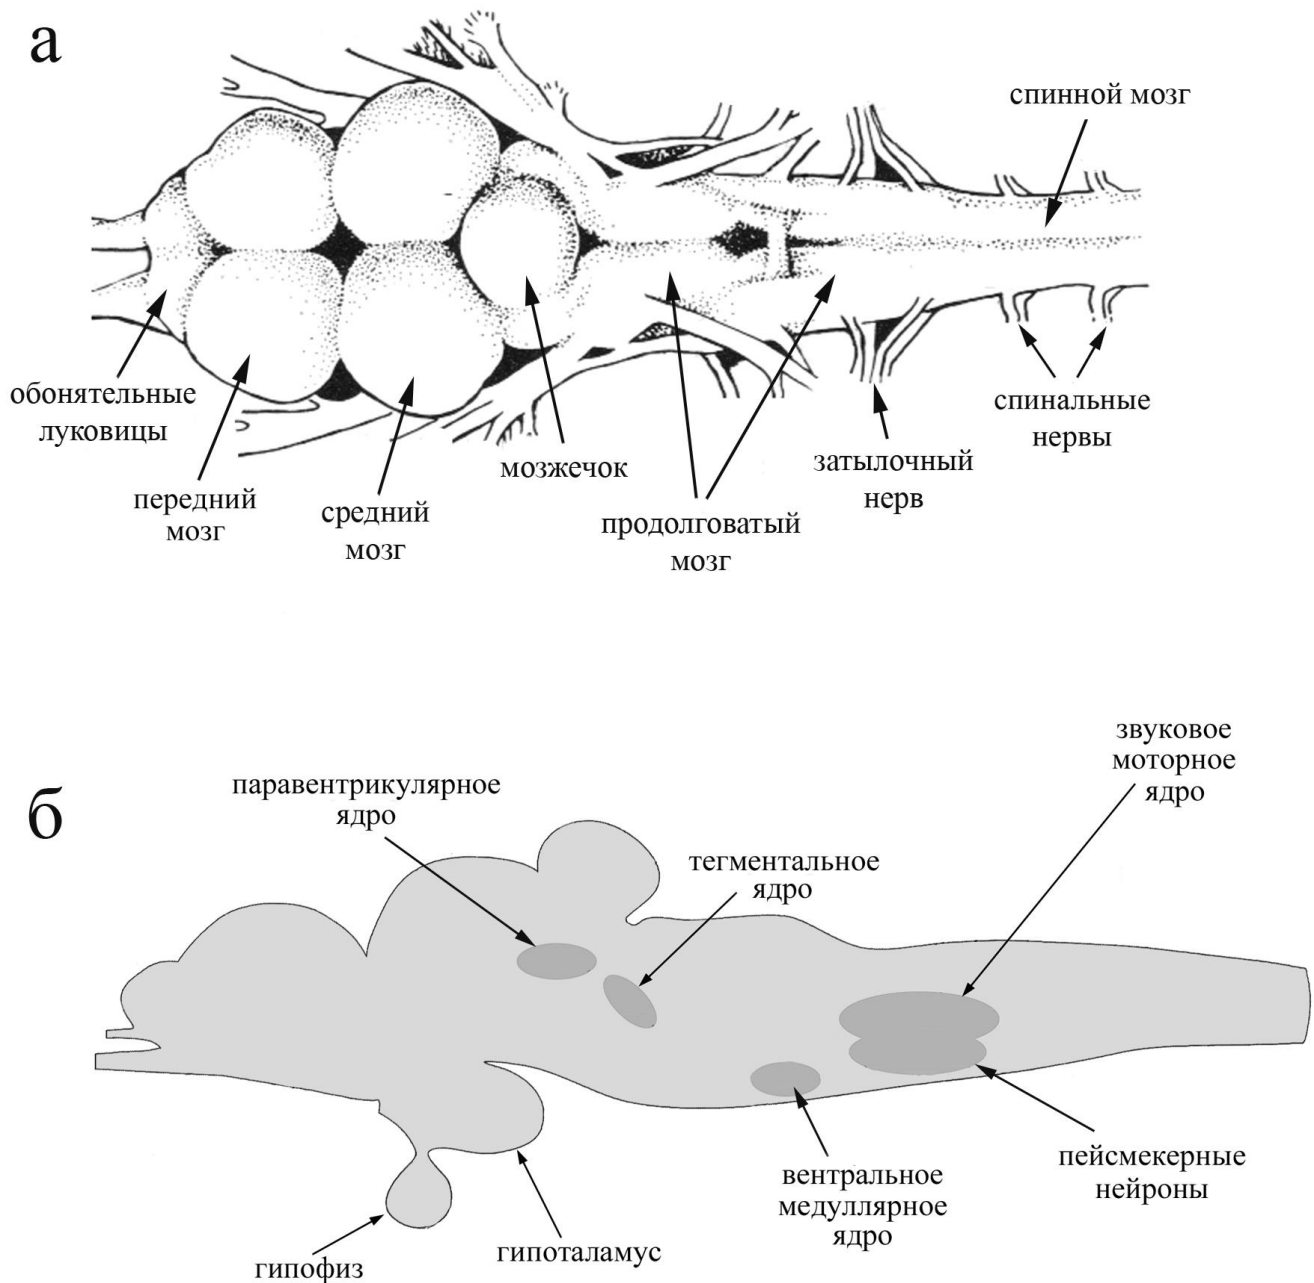 а
спинной мозг
обонятельные
луковицы
передний
мозг
средний
мозг
мозжечок
продолговатый
мозг
затылочный
нерв
спинальные
нервы
б
паравентрикулярное
ядро
тегментальное
ядро
звуковое
моторное
ядро
гипофиз
гипоталамус
вентральное
медуллярное
ядро
пейсмекерные
нейроны